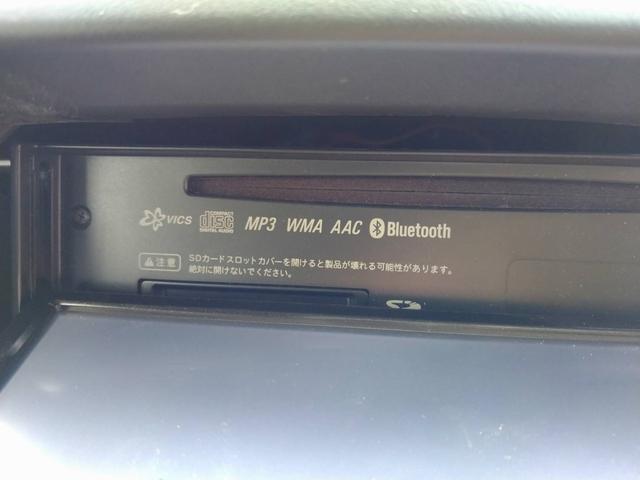 VICS COMPACT disc DIGITAL AUDIO MP3 WMA AAC Bluetooth
⚠注意 SDカードスロットカバーを開けると製品が壊れる可能性があります。
絶対に開けないでください。